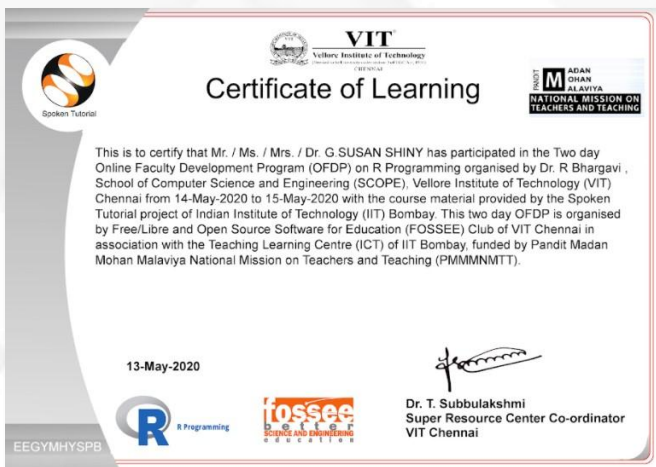 VIT
Vellore Institute of Technology
CHENNAI
Certificate of Learning
Spoken Tutorial
PANDIT
MADAN
MOHAN
MALAVIYA
NATIONAL MISSION ON
TEACHERS AND TEACHING
This is to certify that Mr. / Ms. / Mrs. / Dr. G.SUSAN SHINY has participated in the Two day
Online Faculty Development Program (OFDP) on R Programming organised by Dr. R Bhargavi ,
School of Computer Science and Engineering (SCOPE), Vellore Institute of Technology (VIT)
Chennai from 14-May-2020 to 15-May-2020 with the course material provided by the Spoken
Tutorial project of Indian Institute of Technology (IIT) Bombay. This two day OFDP is organised
by Free/Libre and Open Source Software for Education (FOSSEE) Club of VIT Chennai in
association with the Teaching Learning Centre (ICT) of IIT Bombay, funded by Pandit Madan
Mohan Malaviya National Mission on Teachers and Teaching (PMMMNMTT).
13-May-2020
R
R Programming
fossee
better
SCIENCE AND ENGINEERING
education
Dr. T. Subbulakshmi
Super Resource Center Co-ordinator
VIT Chennai
EEGYMHYSPB